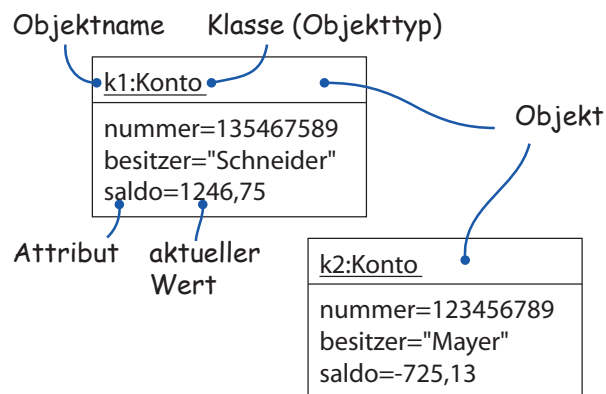 Objektname Klasse (Objekttyp)
k1:Konto
Objekt
nummer=135467589
besitzer="Schneider"
saldo=1246,75
Attribut aktueller
Wert
k2:Konto
nummer=123456789
besitzer="Mayer"
saldo=-725,13